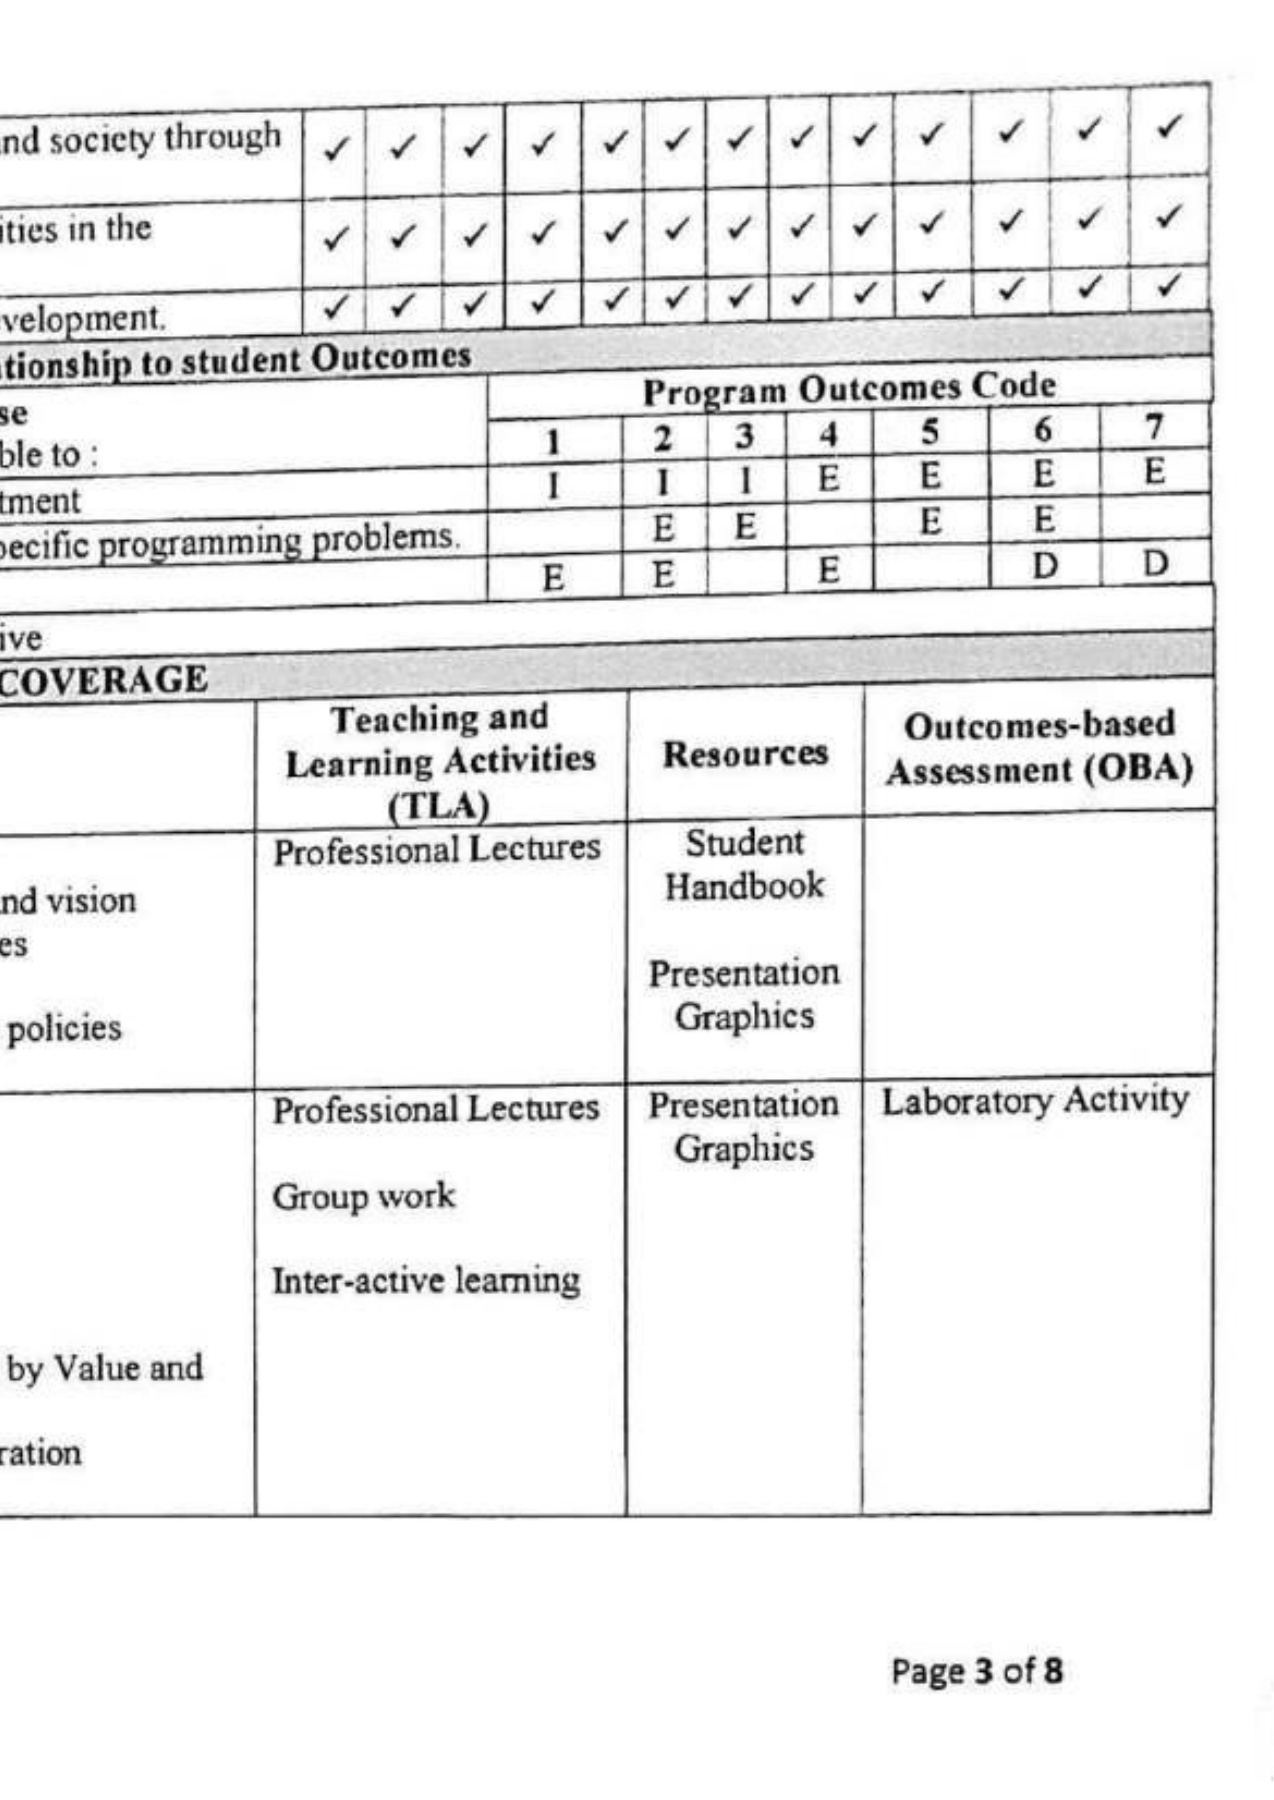 nd society through ✓ ✓ ✓ ✓ ✓ ✓ ✓ ✓ ✓ ✓ ✓ ✓ ✓
ities in the ✓ ✓ ✓ ✓ ✓ ✓ ✓ ✓ ✓ ✓ ✓ ✓ ✓
velopment. ✓ ✓ ✓ ✓ ✓ ✓ ✓ ✓ ✓ ✓ ✓ ✓ ✓
tionship to student Outcomes
se
ble to :
Program Outcomes Code
1 2 3 4 5 6 7
tment I I I E E E E
pecific programming problems. E E E E
E E E D D
ive
COVERAGE
Teaching and
Learning Activities
(TLA)
Resources
Outcomes-based
Assessment (OBA)
nd vision
es
policies
Professional Lectures
Student
Handbook
Presentation
Graphics
by Value and
ration
Professional Lectures
Group work
Inter-active learning
Presentation
Graphics
Laboratory Activity
Page 3 of 8